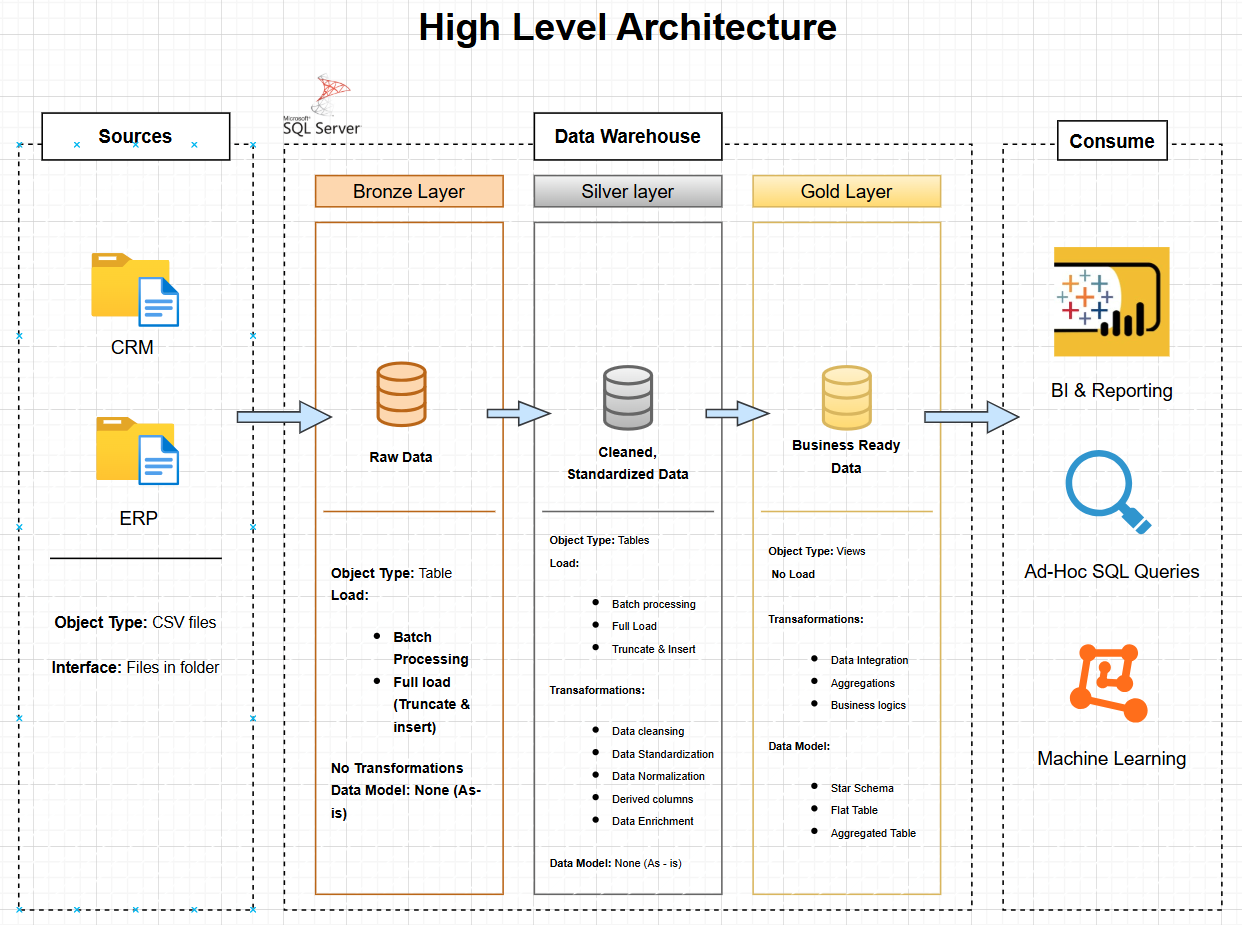 High Level Architecture
Microsoft®
SQL Server
Sources
CRM
ERP
Object Type: CSV files
Interface: Files in folder
Data Warehouse
Bronze Layer
Raw Data
Object Type: Table
Load:
Batch
Processing
Full load
(Truncate &
insert)
No Transformations
Data Model: None (As-
is)
Silver layer
Cleaned,
Standardized Data
Object Type: Tables
Load:
Batch processing
Full Load
Truncate & Insert
Transaformations:
Data cleansing
Data Standardization
Data Normalization
Derived columns
Data Enrichment
Data Model: None (As - is)
Gold Layer
Business Ready
Data
Object Type: Views
No Load
Transaformations:
Data Integration
Aggregations
Business logics
Data Model:
Star Schema
Flat Table
Aggregated Table
Consume
BI & Reporting
Ad-Hoc SQL Queries
Machine Learning